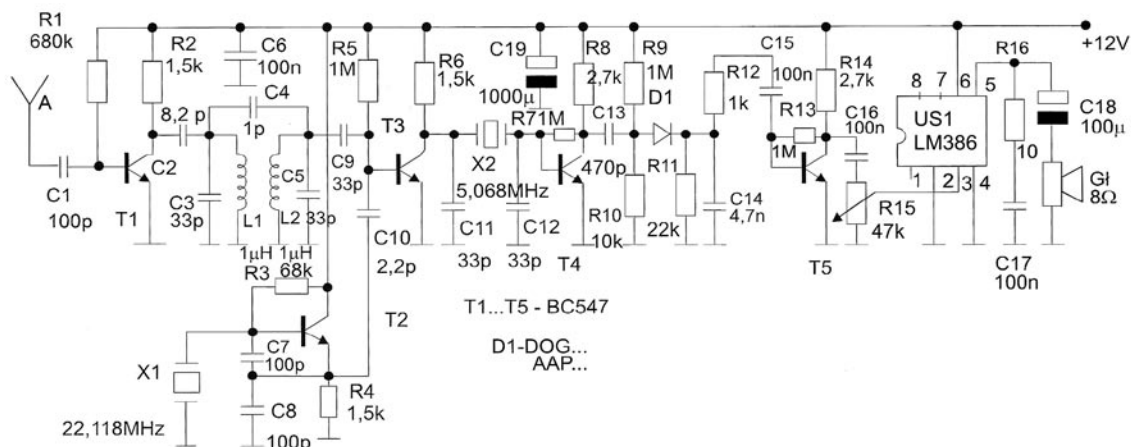 R1
680k
A
C1
100p
R2
1,5k
8,2 p
C2
T1
C6
100n
C4
1p
C3
33p
L1
1µH
C5
L2
33p
1µH
R3
68k
T2
X1
22,118MHz
C7
100p
C8
100p
R4
1,5k
R5
1M
C9
33p
T3
C10
2,2p
R6
1,5k
C11
33p
X2
5,068MHz
C12
33p
C19
1000µ
R71M
T4
R8
2,7k
C13
470p
R9
1M
D1
R10
10k
R11
22k
R12
1k
C14
4,7n
C15
100n
R13
1M
T5
R14
2,7k
C16
100n
R15
47k
8
7
6
5
US1
LM386
1
2
3
4
R16
10
C17
100n
C18
100µ
Gł
8Ω
+12V
T1...T5 - BC547
D1-DOG...
AAP...